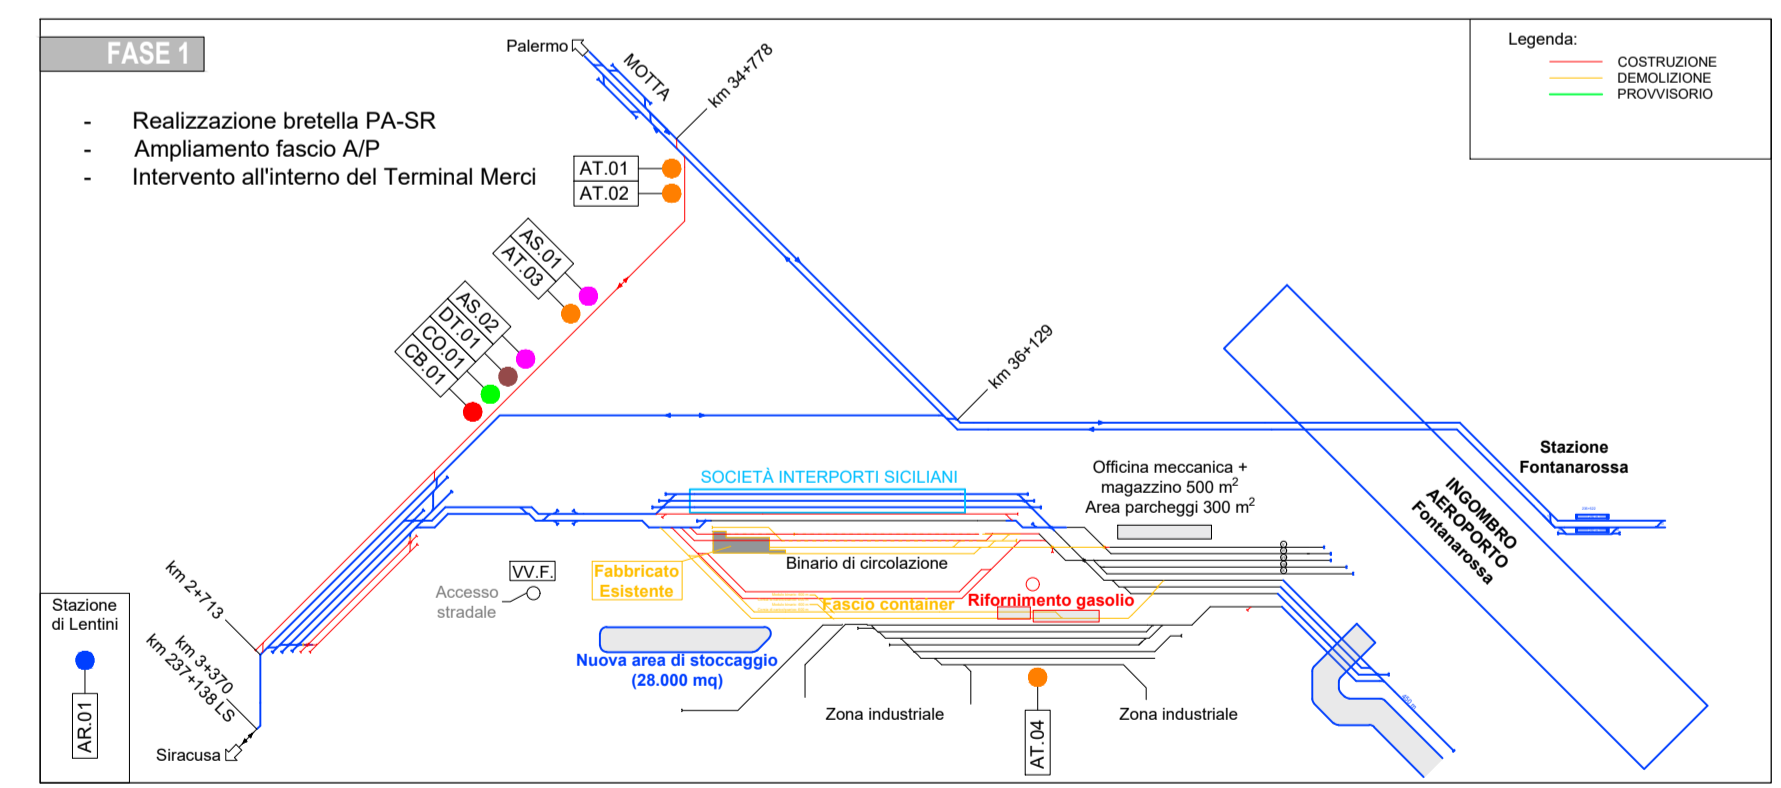 FASE 1
- Realizzazione bretella PA-SR
- Ampliamento fascio A/P
- Intervento all'interno del Terminal Merci
Palermo
MOTTA
km 34+778
Legenda:
COSTRUZIONE
DEMOLIZIONE
PROVVISORIO
AT.01
AT.02
AS.01
AT.03
AS.02
DT.01
CO.01
CB.01
km 36+129
Stazione
Fontanarossa
INGOMBRO
AEROPORTO
Fontanarossa
SOCIETÀ INTERPORTI SICILIANI
Officina meccanica +
magazzino 500 m²
Area parcheggi 300 m²
Binario di circolazione
Fabbricato
Esistente
VV.F.
Accesso
stradale
Fascio container
Rifornimento gasolio
Nuova area di stoccaggio
(28.000 mq)
Zona industriale
Zona industriale
AT.04
450 m
km 2+713
km 3+370
km 237+138 LS
Siracusa
Stazione
di Lentini
AR.01